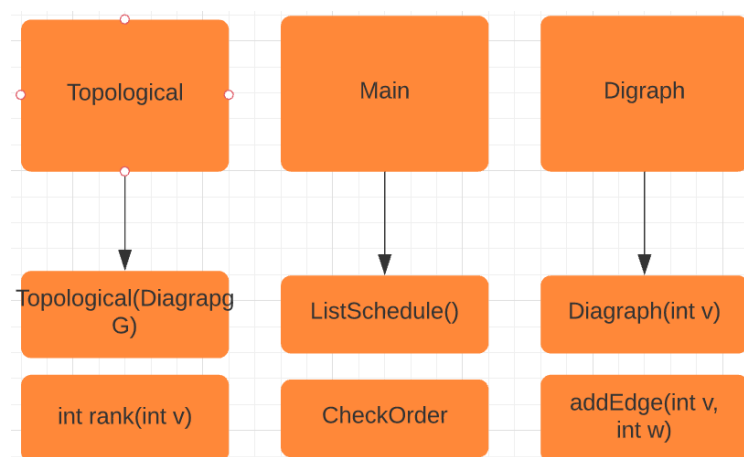 Topological
Main
Digraph
Topological(Diagrapg
G)
ListSchedule()
Diagraph(int v)
int rank(int v)
CheckOrder
addEdge(int v,
int w)